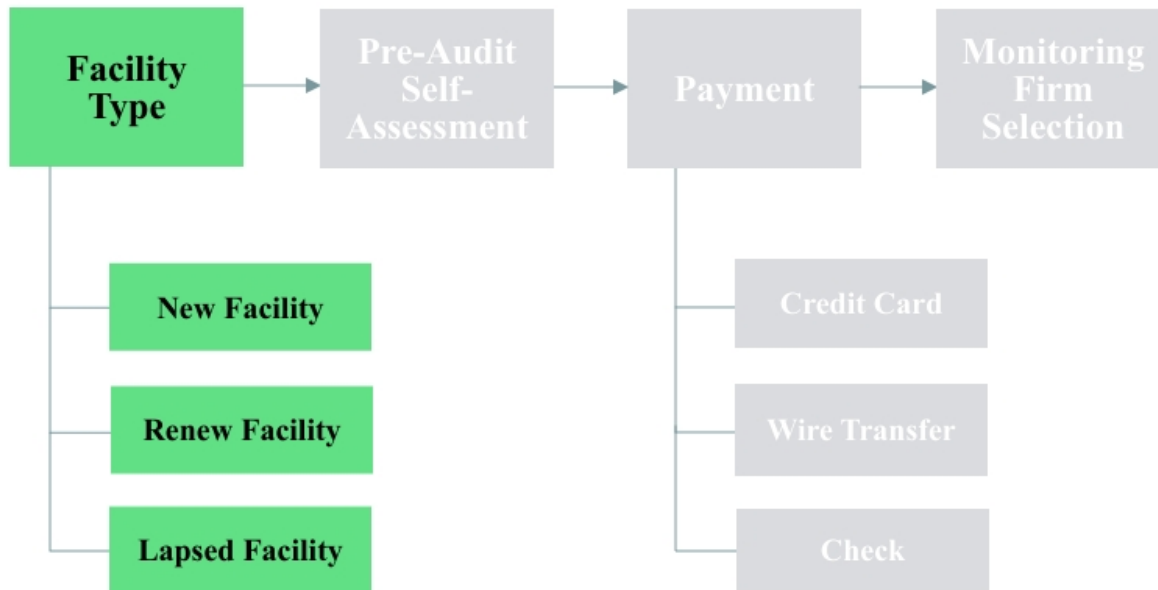 Facility
Type
Pre-Audit
Self-
Assessment
Payment
Monitoring
Firm
Selection
New Facility
Renew Facility
Lapsed Facility
Credit Card
Wire Transfer
Check